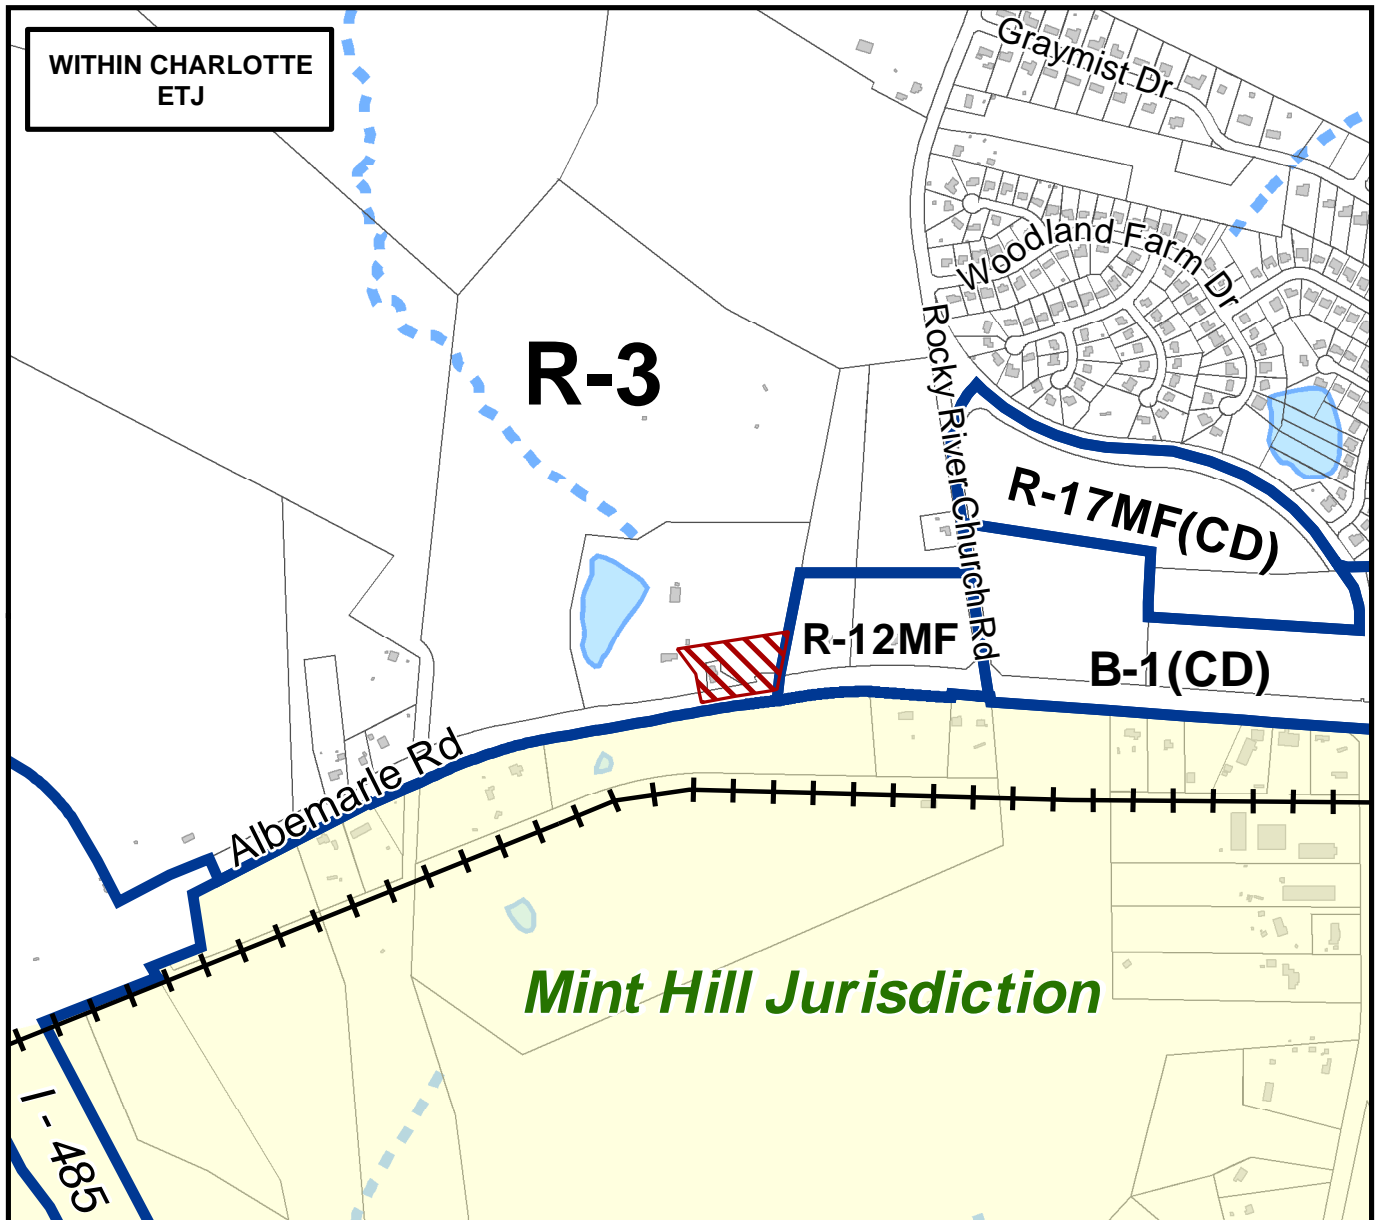 WITHIN CHARLOTTE
ETJ
Graymist Dr
Woodland Farm Dr
Rocky River Church Rd
R-3
R-17MF(CD)
R-12MF
B-1(CD)
Albemarle Rd
Mint Hill Jurisdiction
I - 485